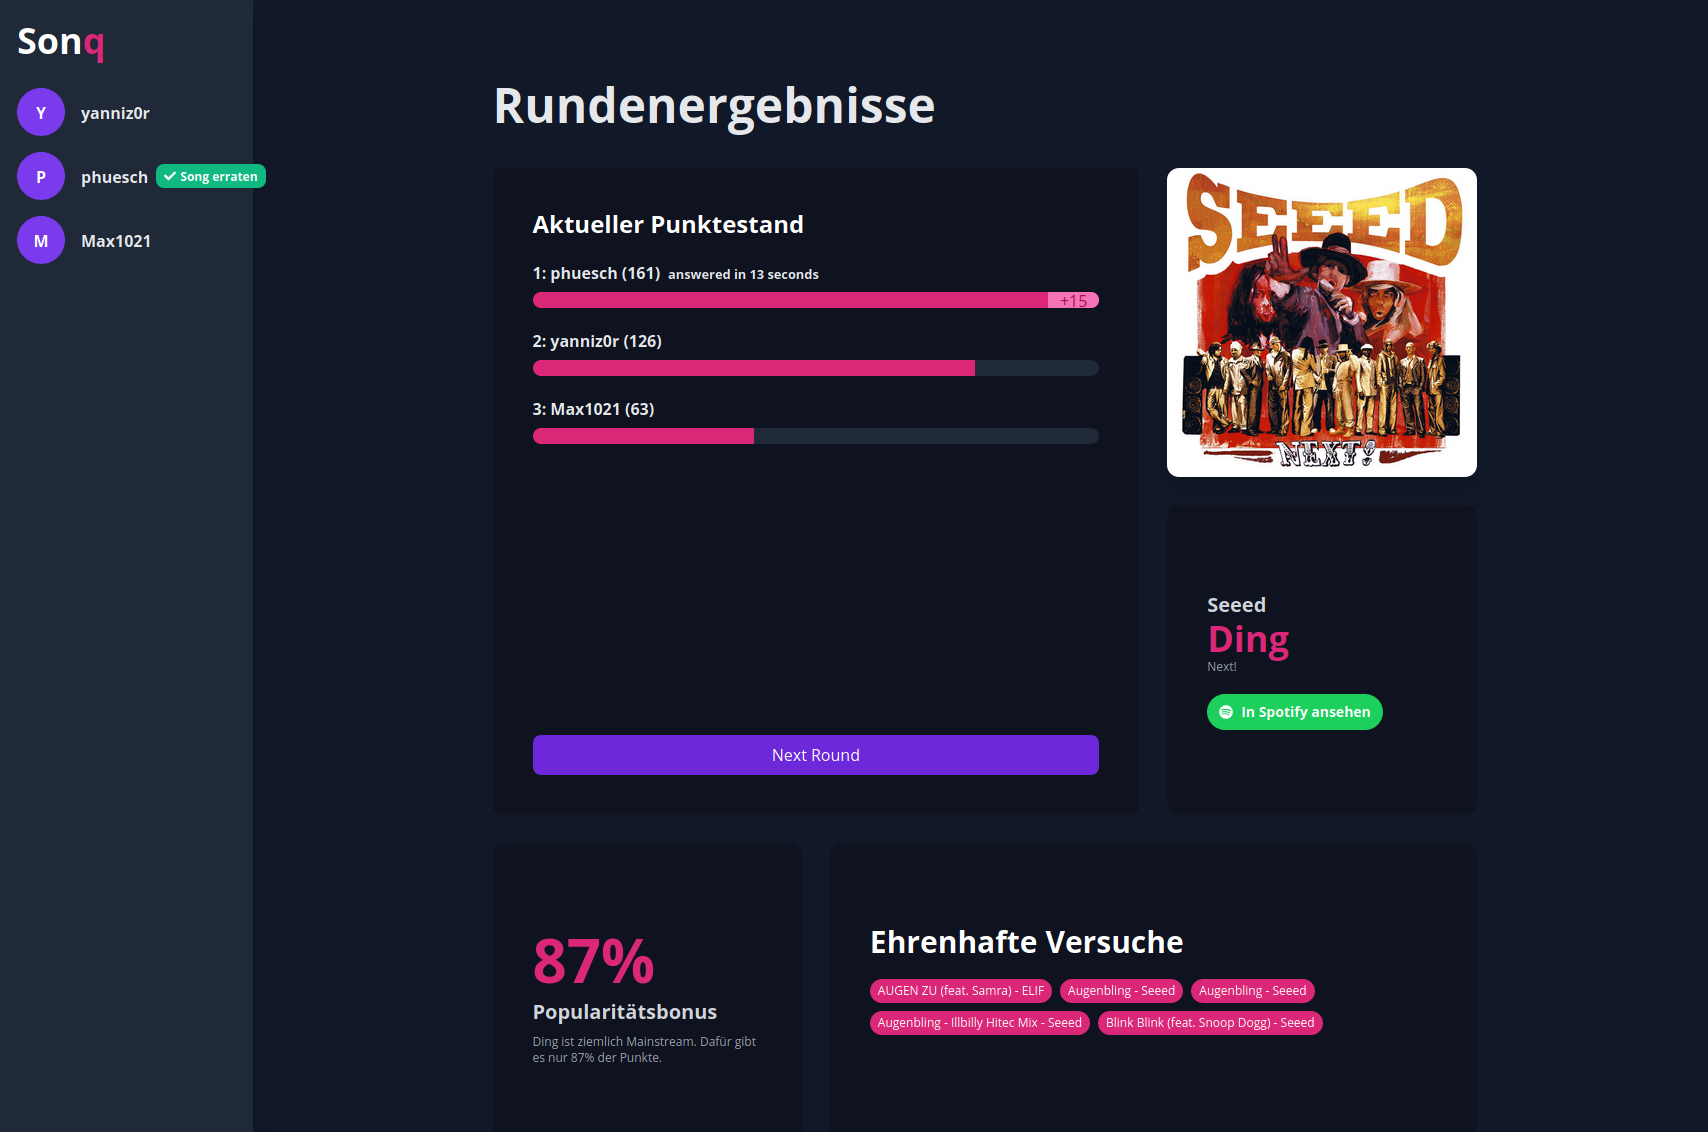 Sonq
Y yanniz0r
P phuesch Song erraten
M Max1021
Rundenergebnisse
Aktueller Punktestand
1: phuesch (161) answered in 13 seconds
+15
2: yanniz0r (126)
3: Max1021 (63)
Next Round
SEEED
NEXT!
Seeed
Ding
Next!
In Spotify ansehen
87%
Popularitätsbonus
Ding ist ziemlich Mainstream. Dafür gibt
es nur 87% der Punkte.
Ehrenhafte Versuche
AUGEN ZU (feat. Samra) - ELIF Augenbling - Seeed Augenbling - Seeed
Augenbling - Illbilly Hitec Mix - Seeed Blink Blink (feat. Snoop Dogg) - Seeed